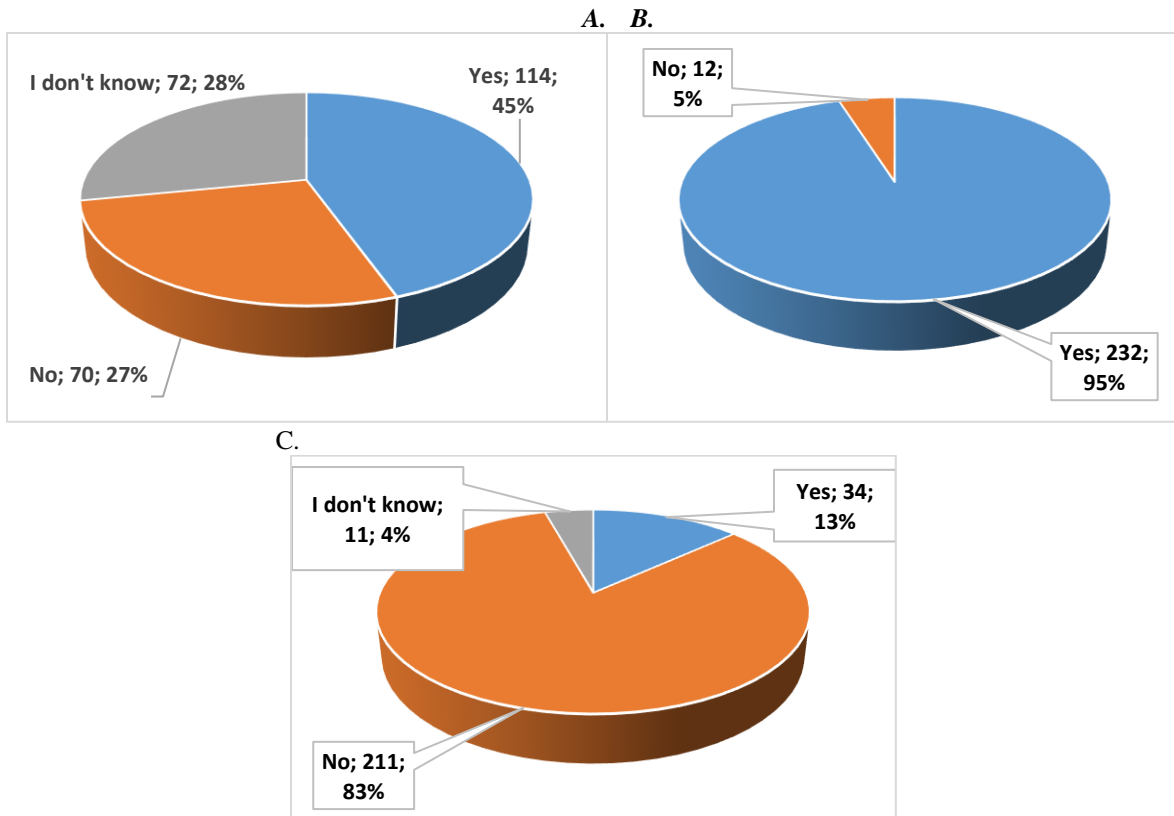 A. B.
I don't know; 72; 28%
Yes; 114;
45%
No; 70; 27%
No; 12;
5%
Yes; 232;
95%
C.
I don't know;
11; 4%
Yes; 34;
13%
No; 211;
83%